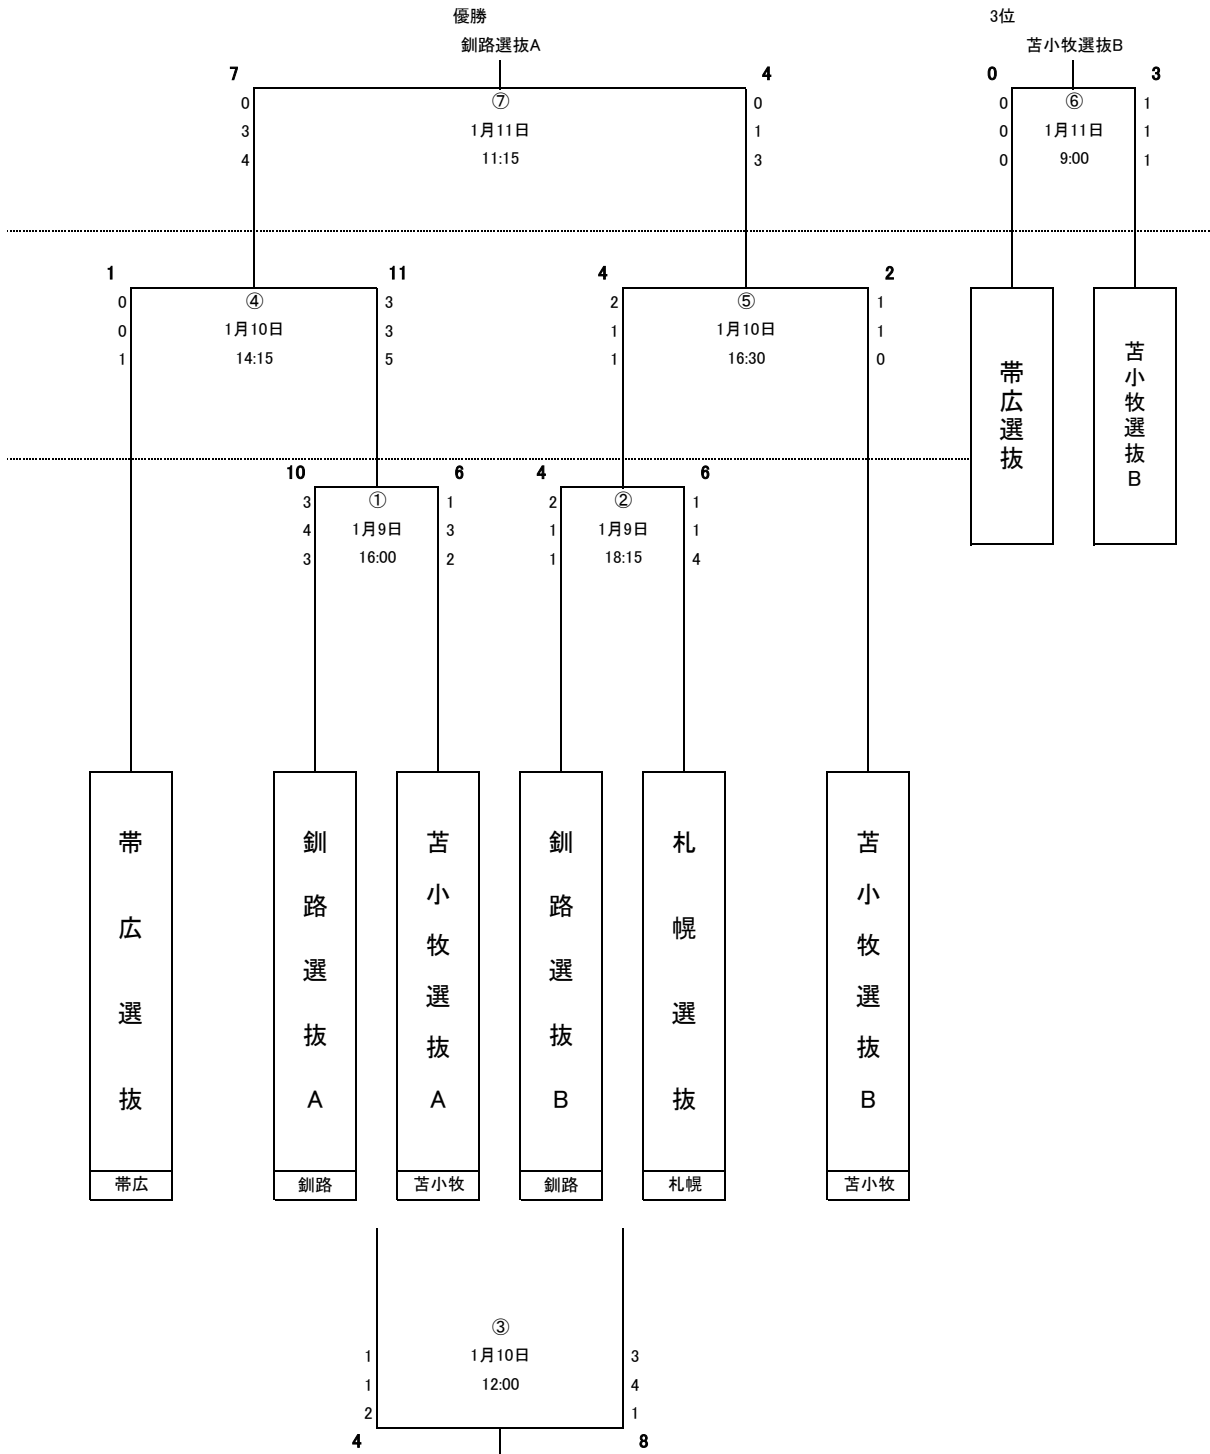 優勝 3位
釧路選抜A 苫小牧選抜B
7 4 0 3
0 ⑦ 0 0 ⑥ 1
3 1月11日 1 0 1月11日 1
4 11:15 3 0 9:00 1
1 11 4 2
0 ④ 3 2 ⑤ 1
0 1月10日 3 1 1月10日 1
1 14:15 5 1 16:30 0
帯広選抜
苫小牧選抜B
10 6 4 6
3 ① 1 2 ② 1
4 1月9日 3 1 1月9日 1
3 16:00 2 1 18:15 4
帯広選抜
釧路選抜A
苫小牧選抜A
釧路選抜B
札幌選抜
苫小牧選抜B
帯広 釧路 苫小牧 釧路 札幌 苫小牧
③
1 1月10日 3
1 12:00 4
2 1
4 8